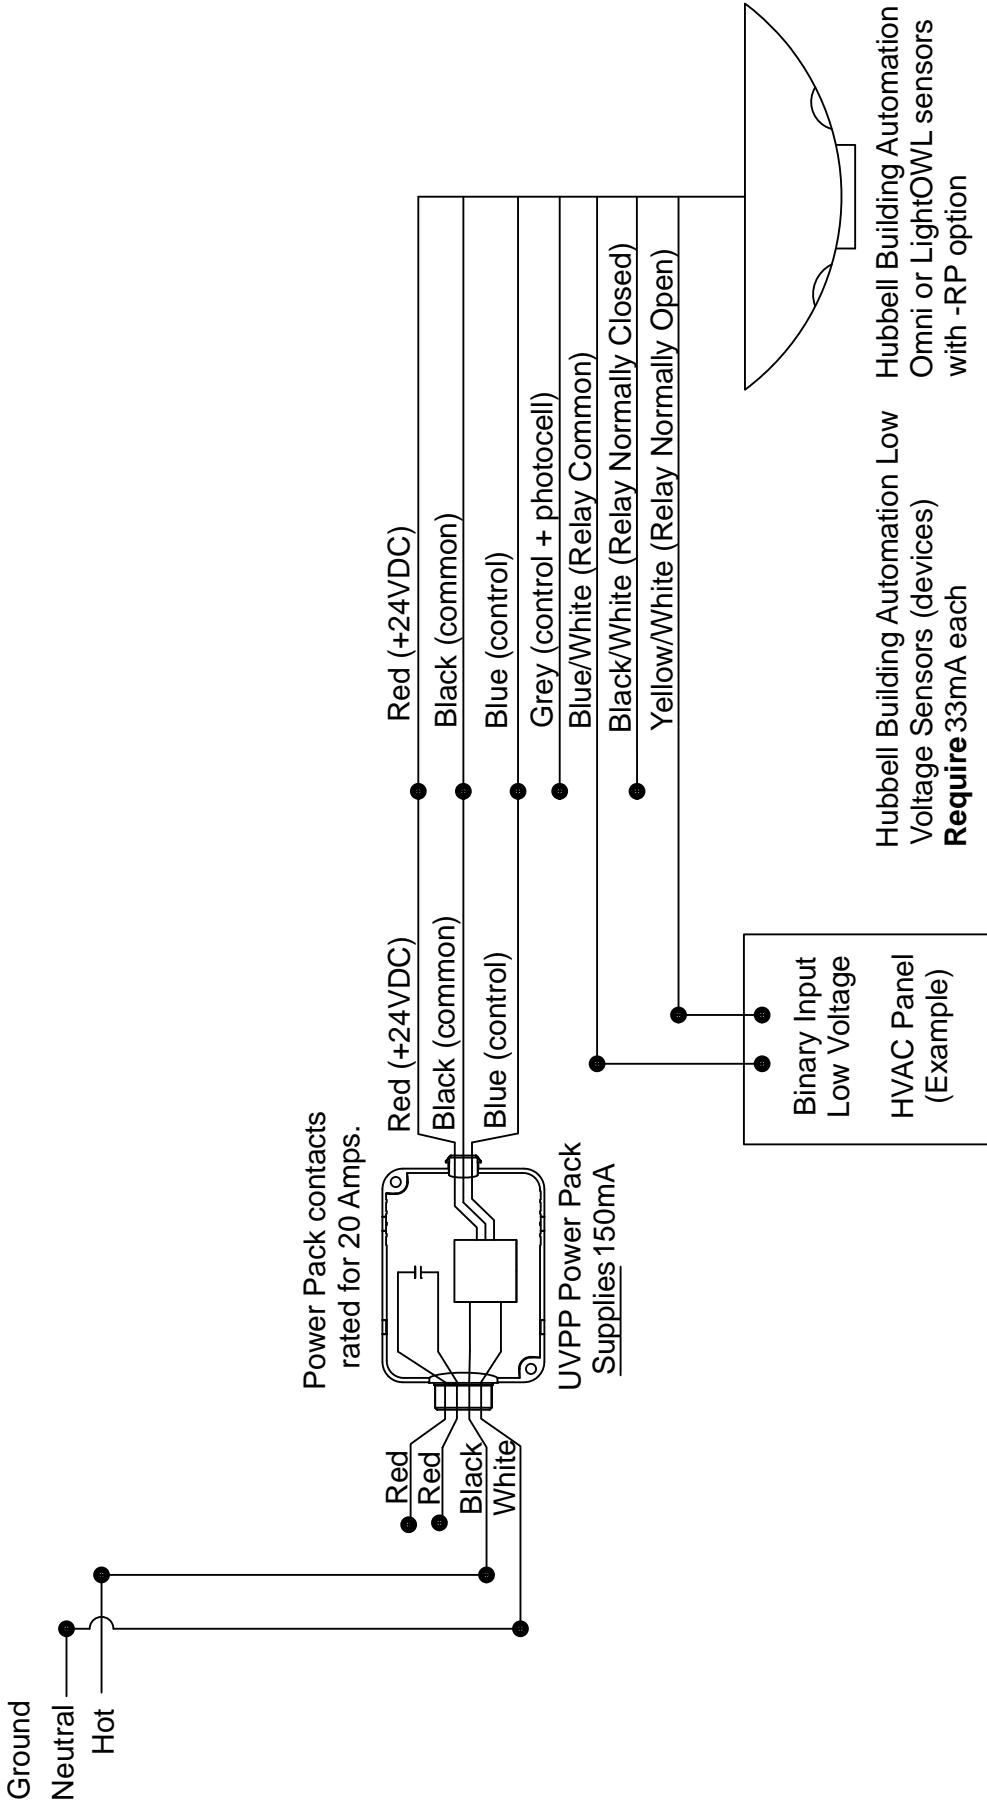 Ground
Neutral
Hot
Red
Red
Black
White
Power Pack contacts
rated for 20 Amps.
UVPP Power Pack
Supplies 150mA
Red (+24VDC)
Black (common)
Blue (control)
Red (+24VDC)
Black (common)
Blue (control)
Grey (control + photocell)
Blue/White (Relay Common)
Black/White (Relay Normally Closed)
Yellow/White (Relay Normally Open)
Binary Input
Low Voltage
HVAC Panel
(Example)
Hubbell Building Automation Low
Voltage Sensors (devices)
Require 33mA each
Hubbell Building Automation
Omni or LightOWL sensors
with -RP option